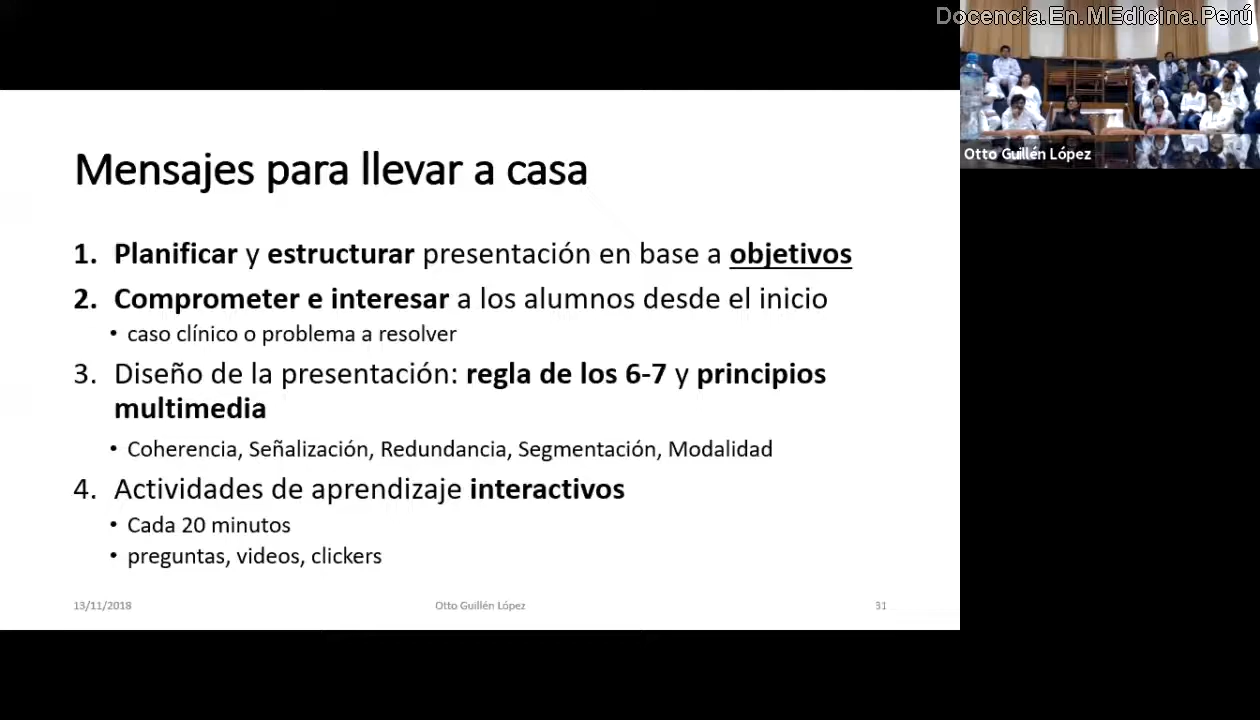 Docencia.En.MEdicina.Perú
Otto Guillén López
Mensajes para llevar a casa
1. Planificar y estructurar presentación en base a objetivos
2. Comprometer e interesar a los alumnos desde el inicio
• caso clínico o problema a resolver
3. Diseño de la presentación: regla de los 6-7 y principios
multimedia
• Coherencia, Señalización, Redundancia, Segmentación, Modalidad
4. Actividades de aprendizaje interactivos
• Cada 20 minutos
• preguntas, videos, clickers
13/11/2018
Otto Guillén López
31